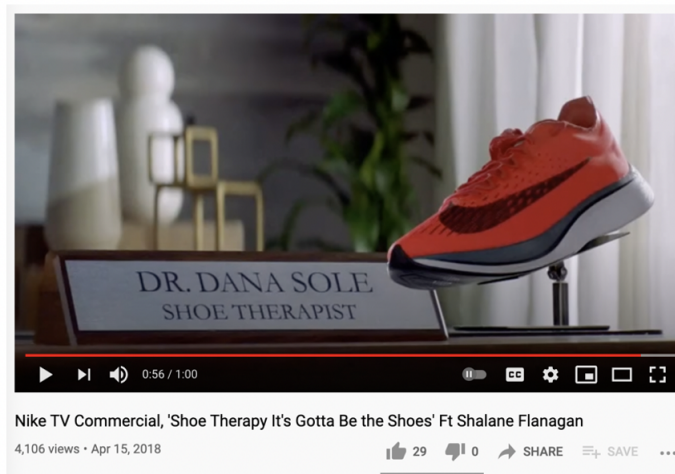 DR. DANA SOLE
SHOE THERAPIST
0:56 / 1:00
CC
Nike TV Commercial, 'Shoe Therapy It's Gotta Be the Shoes' Ft Shalane Flanagan
4,106 views • Apr 15, 2018
29
0
SHARE
SAVE